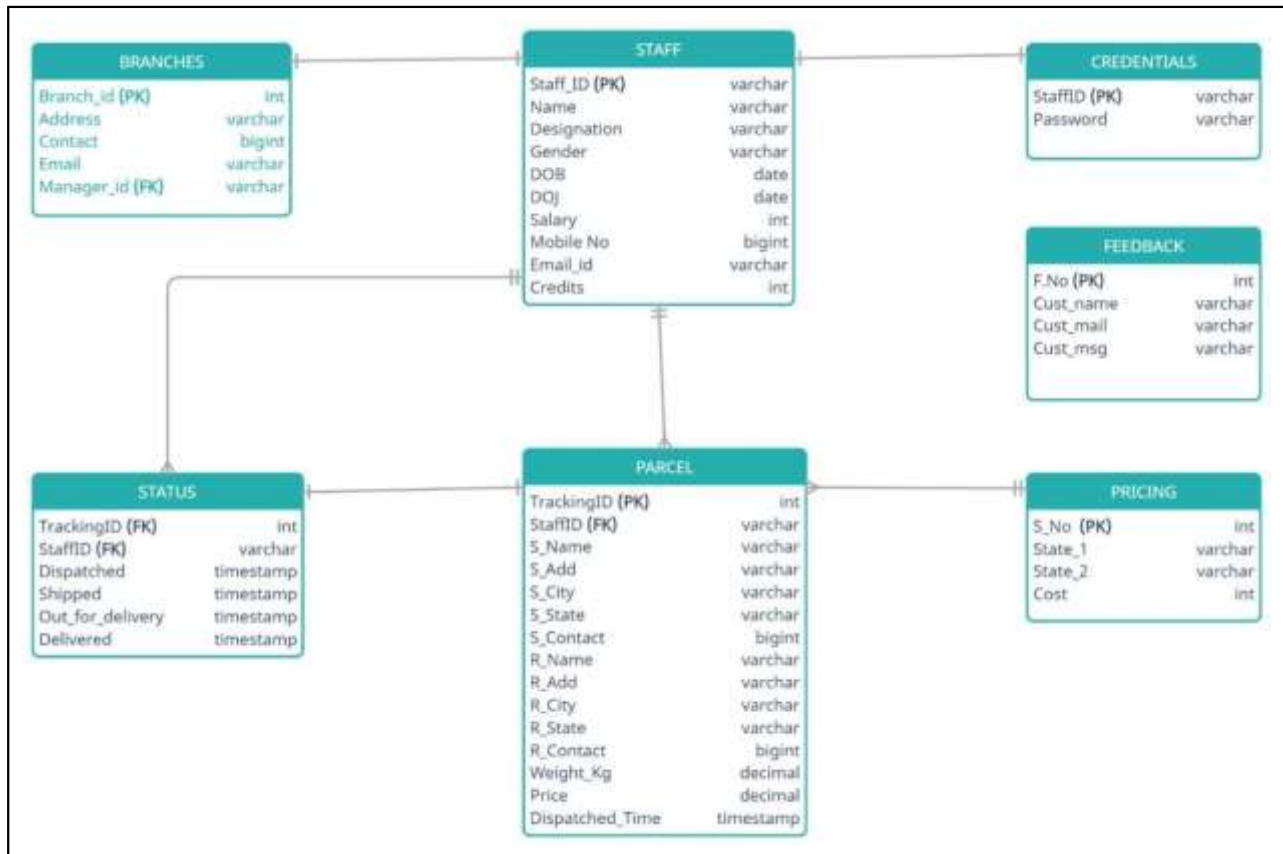 BRANCHES
Branch_id (PK) int
Address varchar
Contact bigint
Email varchar
Manager_id (FK) varchar
STAFF
Staff_ID (PK) varchar
Name varchar
Designation varchar
Gender varchar
DOB date
DOJ date
Salary int
Mobile No bigint
Email_id varchar
Credits int
CREDENTIALS
StaffID (PK) varchar
Password varchar
FEEDBACK
F.No (PK) int
Cust_name varchar
Cust_mail varchar
Cust_msg varchar
STATUS
TrackingID (FK) int
StaffID (FK) varchar
Dispatched timestamp
Shipped timestamp
Out_for_delivery timestamp
Delivered timestamp
PARCEL
TrackingID (PK) int
StaffID (FK) varchar
S_Name varchar
S_Add varchar
S_City varchar
S_State varchar
S_Contact bigint
R_Name varchar
R_Add varchar
R_City varchar
R_State varchar
R_Contact bigint
Weight_Kg decimal
Price decimal
Dispatched_Time timestamp
PRICING
S_No (PK) int
State_1 varchar
State_2 varchar
Cost int